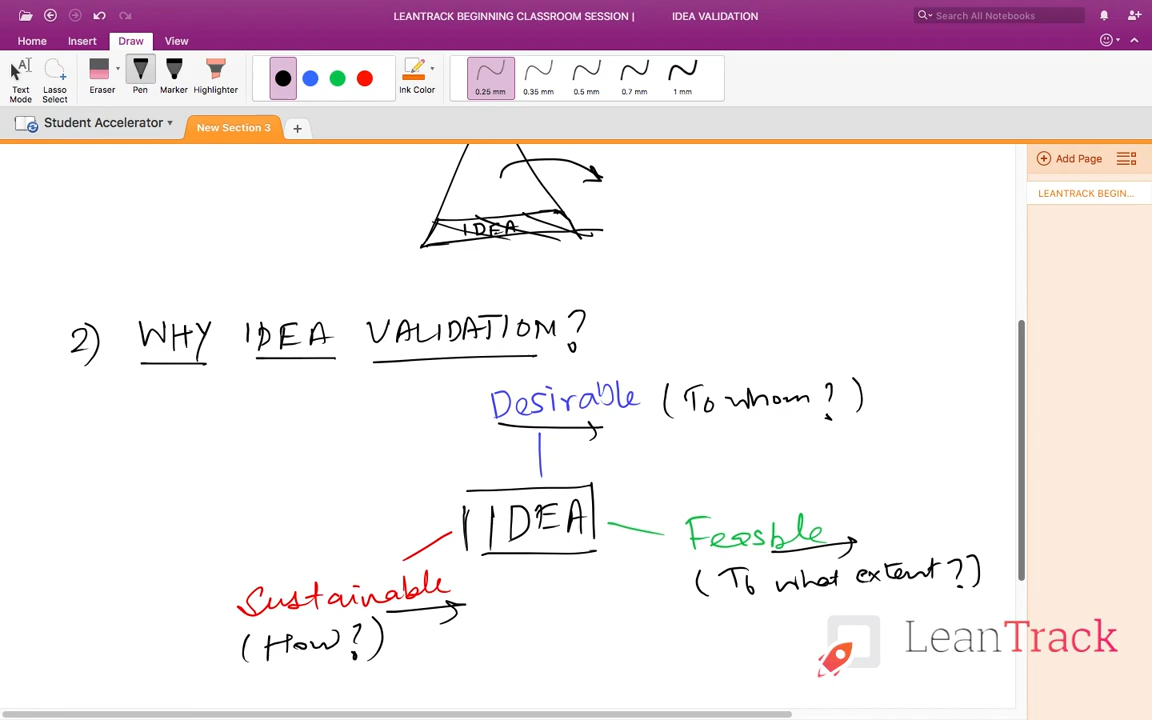 LEANTRACK BEGINNING CLASSROOM SESSION | IDEA VALIDATION
Search All Notebooks
Home Insert Draw View
Text Mode
Lasso Select
Eraser
Pen
Marker
Highlighter
Ink Color
0.25 mm 0.35 mm 0.5 mm 0.7 mm 1 mm
Student Accelerator
New Section 3
+
Add Page
LEANTRACK BEGIN...
IDEA
2) WHY IDEA VALIDATION?
Desirable (To whom?)
IDEA
Feasble
(To what extent?)
Sustainable
(How?)
LeanTrack